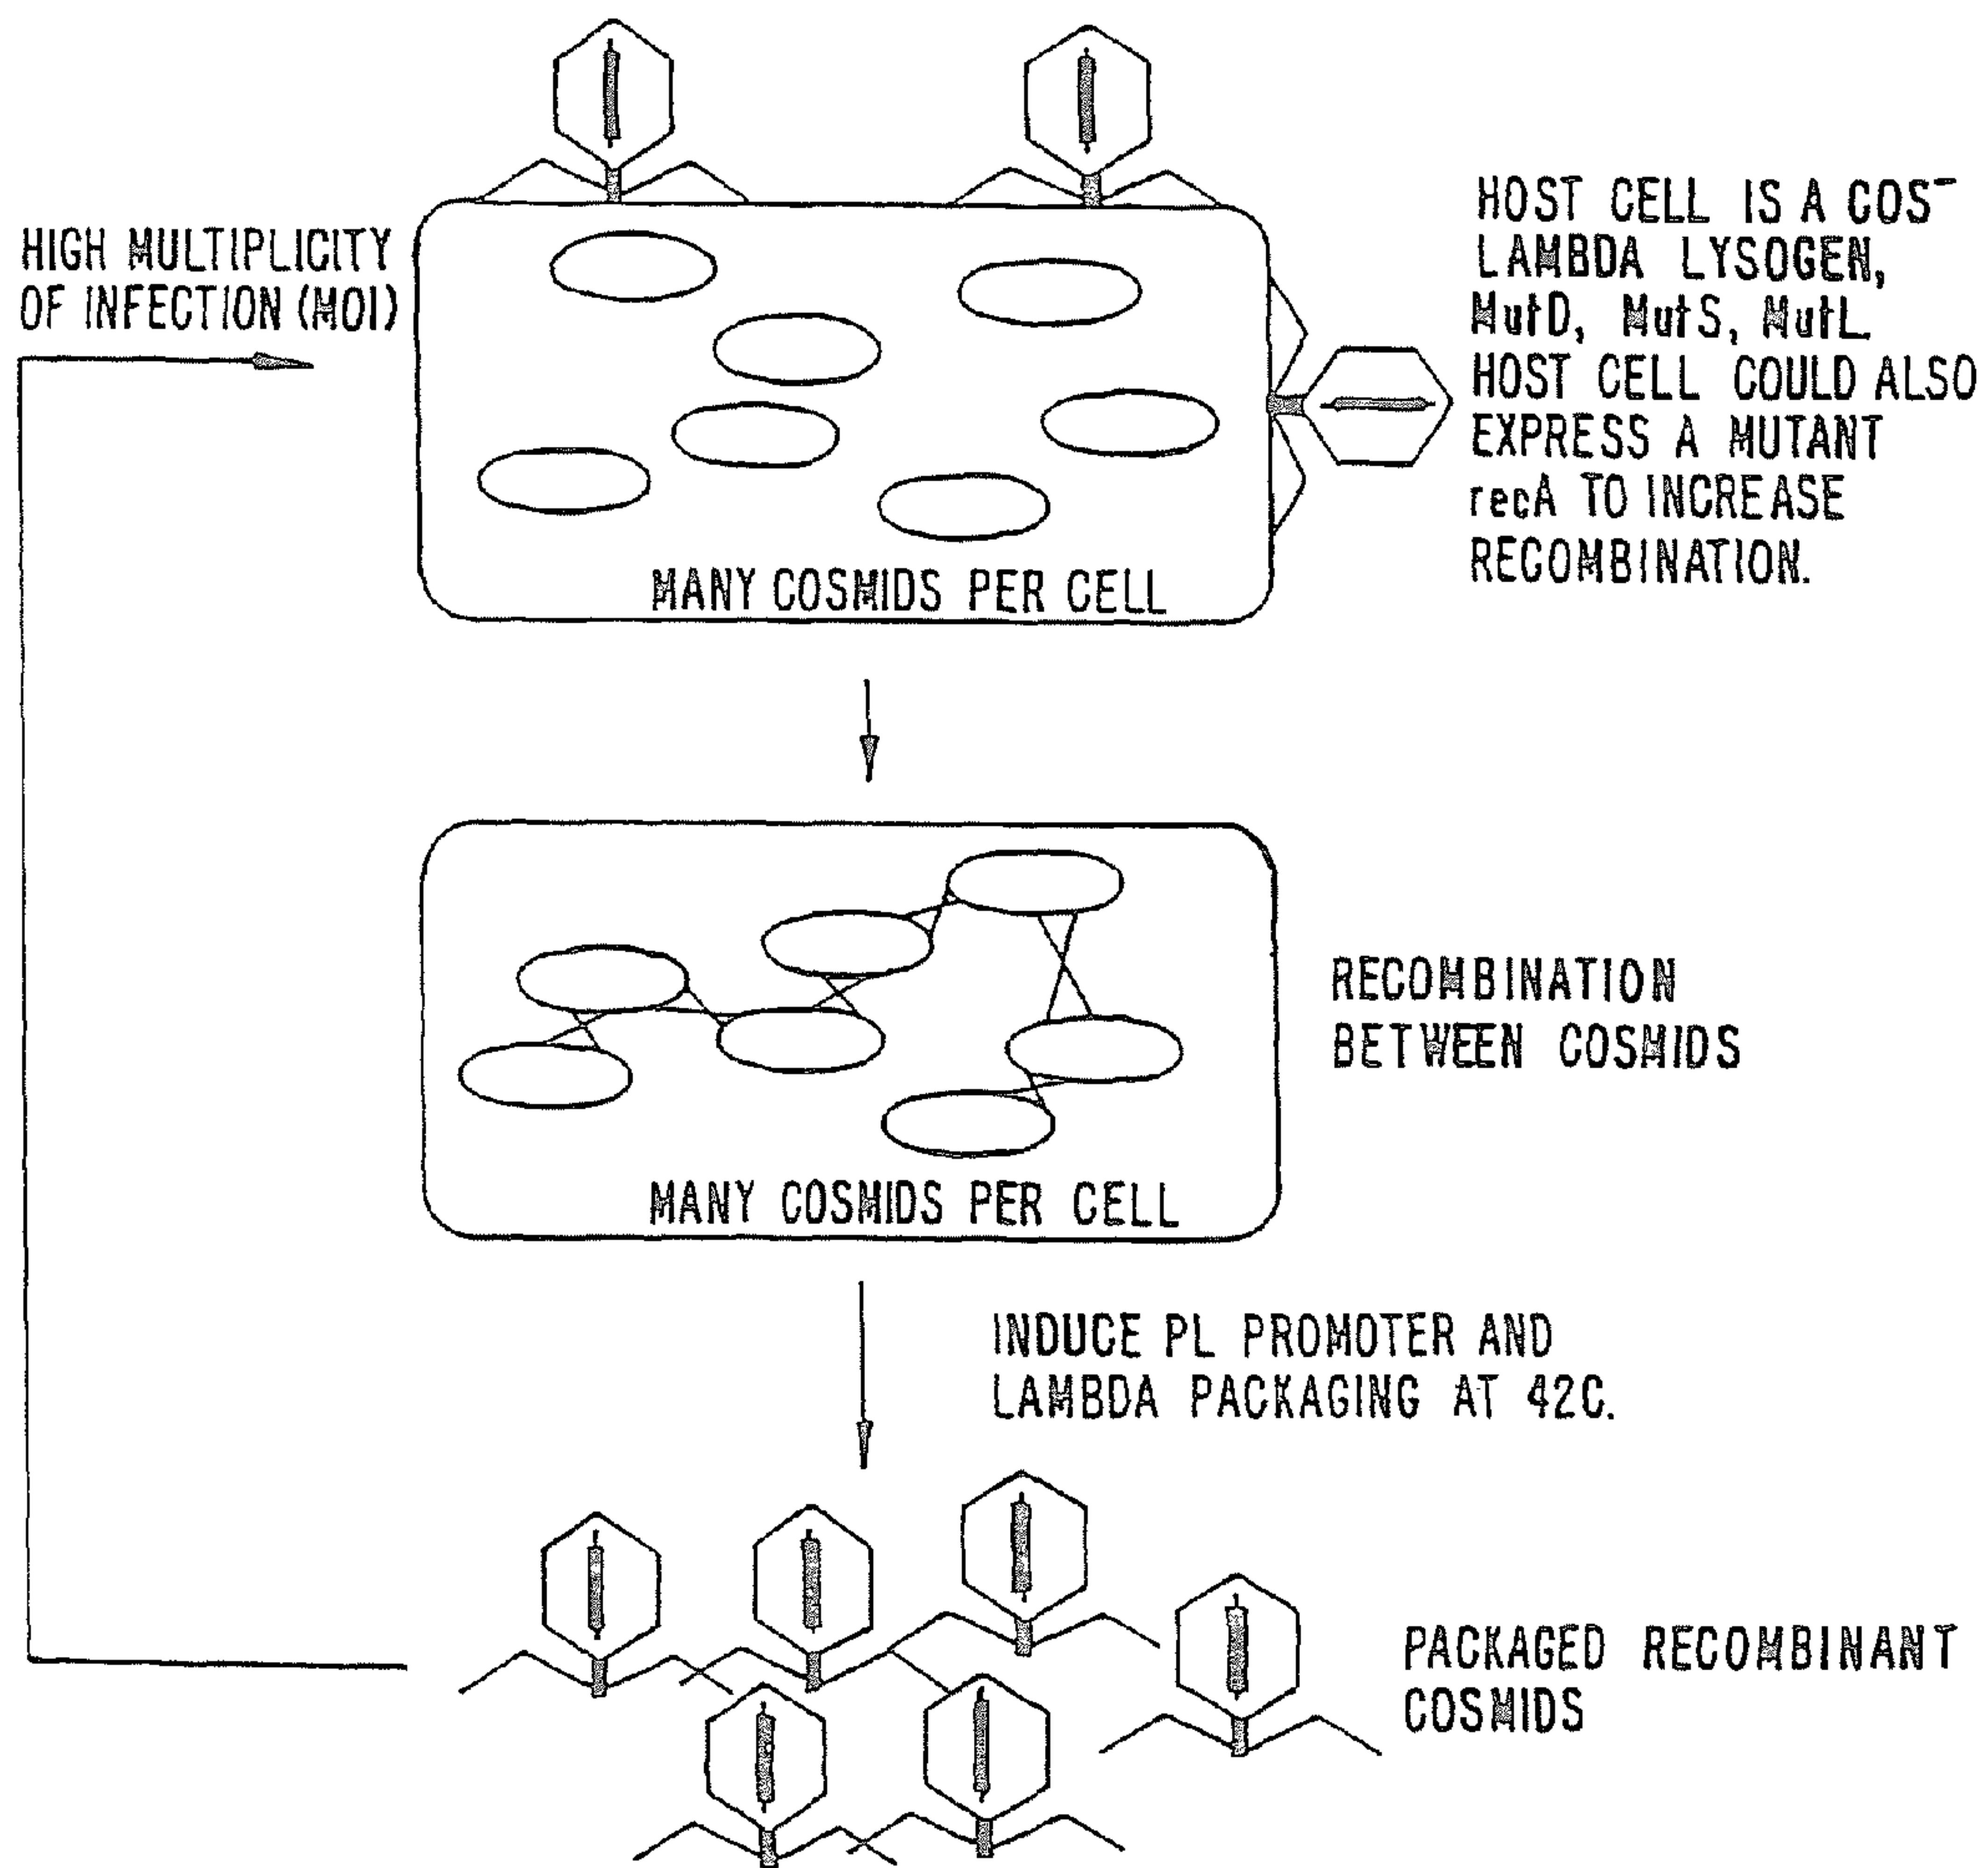 HIGH MULTIPLICITY
OF INFECTION (MOI)
HOST CELL IS A COS⁻
LAMBDA LYSOGEN,
MutD, MutS, MutL
HOST CELL COULD ALSO
EXPRESS A MUTANT
recA TO INCREASE
RECOMBINATION.
MANY COSMIDS PER CELL
RECOMBINATION
BETWEEN COSMIDS
MANY COSMIDS PER CELL
INDUCE PL PROMOTER AND
LAMBDA PACKAGING AT 42C.
PACKAGED RECOMBINANT
COSMIDS